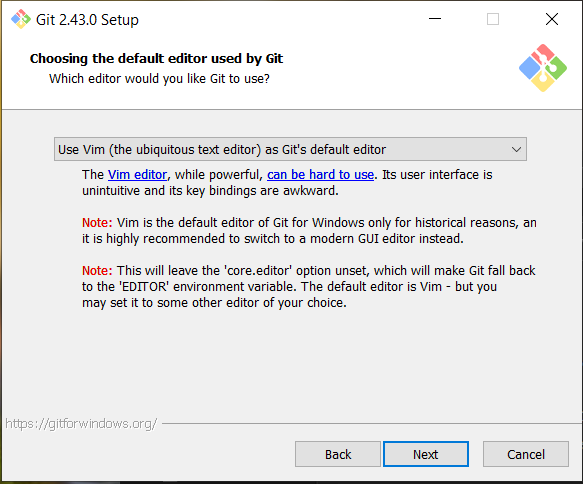 Git 2.43.0 Setup
Choosing the default editor used by Git
Which editor would you like Git to use?
Use Vim (the ubiquitous text editor) as Git's default editor
The Vim editor, while powerful, can be hard to use. Its user interface is
unintuitive and its key bindings are awkward.
Note: Vim is the default editor of Git for Windows only for historical reasons, an
it is highly recommended to switch to a modern GUI editor instead.
Note: This will leave the 'core.editor' option unset, which will make Git fall back
to the 'EDITOR' environment variable. The default editor is Vim - but you
may set it to some other editor of your choice.
https://gitforwindows.org/
Back Next Cancel